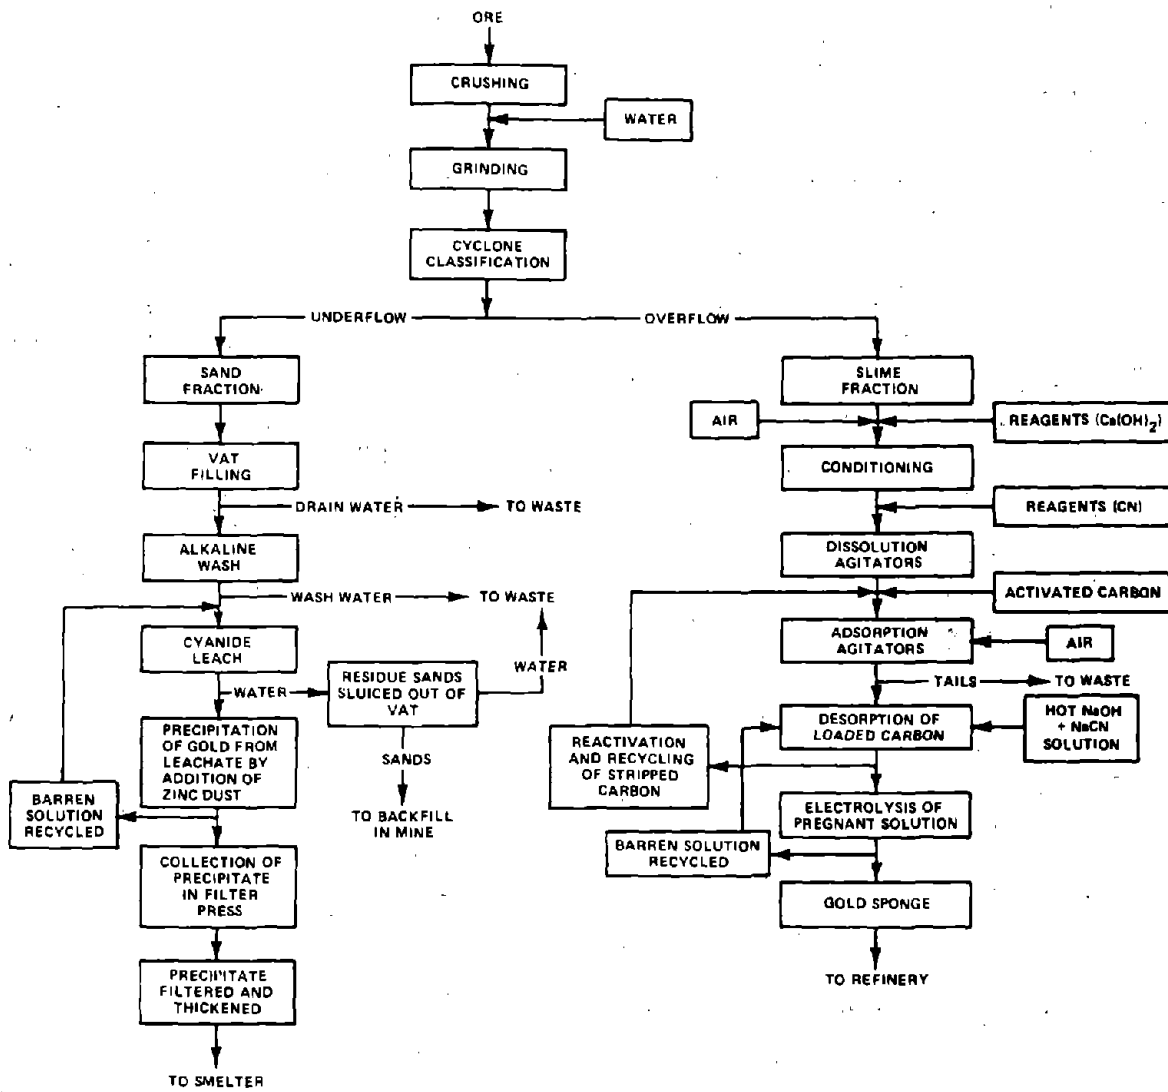 ORE
CRUSHING
WATER
GRINDING
CYCLONE
CLASSIFICATION
UNDERFLOW
OVERFLOW
SAND
FRACTION
VAT
FILLING
DRAIN WATER
TO WASTE
ALKALINE
WASH
WASH WATER
TO WASTE
CYANIDE
LEACH
WATER
RESIDUE SANDS
SLUICED OUT OF
VAT
WATER
SANDS
TO BACKFILL
IN MINE
PRECIPITATION
OF GOLD FROM
LEACHATE BY
ADDITION OF
ZINC DUST
BARREN
SOLUTION
RECYCLED
COLLECTION OF
PRECIPITATE
IN FILTER
PRESS
PRECIPITATE
FILTERED AND
THICKENED
TO SMELTER
SLIME
FRACTION
AIR
REAGENTS (Ca(OH)2)
CONDITIONING
REAGENTS (CN)
DISSOLUTION
AGITATORS
ACTIVATED CARBON
ADSORPTION
AGITATORS
AIR
TAILS
TO WASTE
DESORPTION OF
LOADED CARBON
HOT NaOH
+ NaCN
SOLUTION
REACTIVATION
AND RECYCLING
OF STRIPPED
CARBON
ELECTROLYSIS OF
PREGNANT SOLUTION
BARREN SOLUTION
RECYCLED
GOLD SPONGE
TO REFINERY